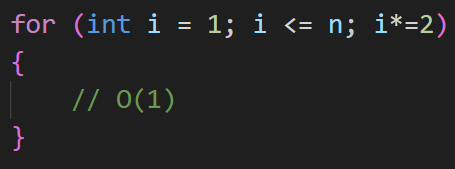 for (int i = 1; i <= n; i*=2)
{
    // O(1)
}